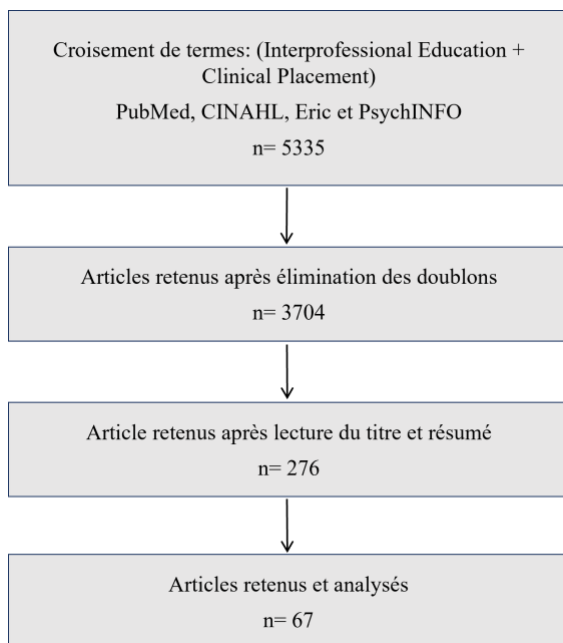 Croisement de termes: (Interprofessional Education +
Clinical Placement)
PubMed, CINAHL, Eric et PsychINFO
n= 5335
Articles retenus après élimination des doublons
n= 3704
Article retenus après lecture du titre et résumé
n= 276
Articles retenus et analysés
n= 67